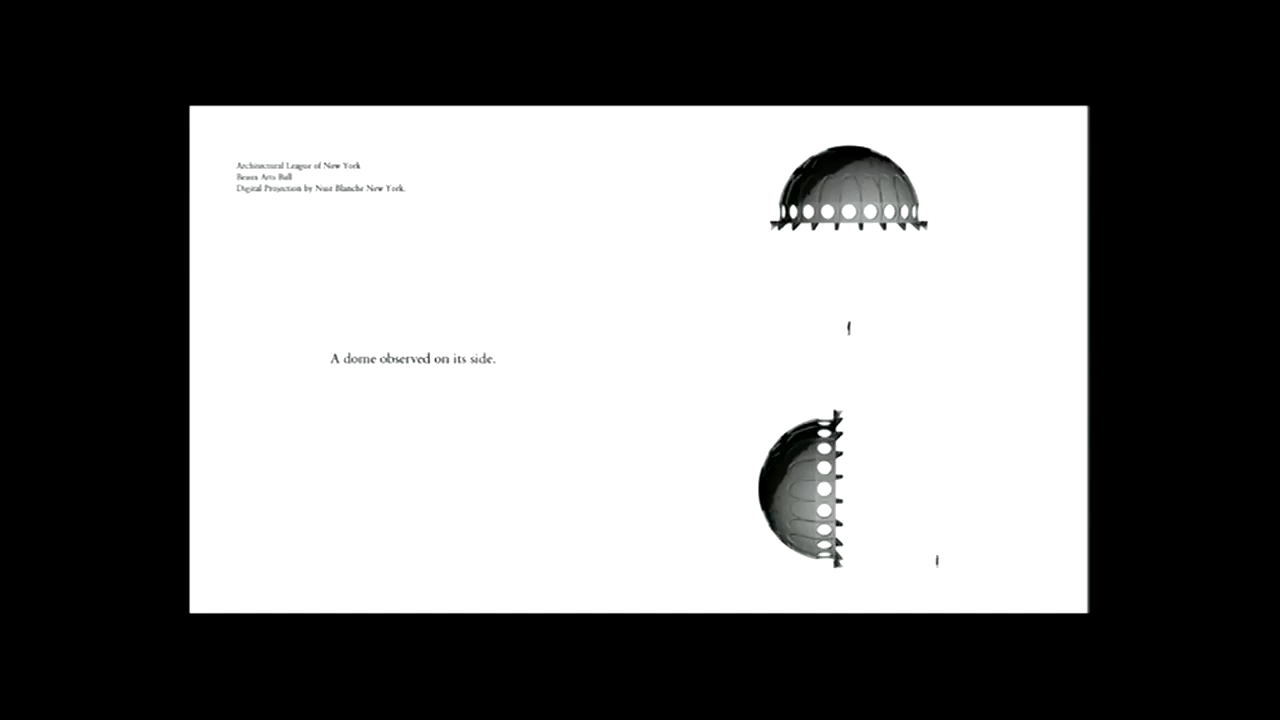 Architectural League of New York
Beaux Arts Ball
Digital Projection by Nuit Blanche New York.
A dome observed on its side.